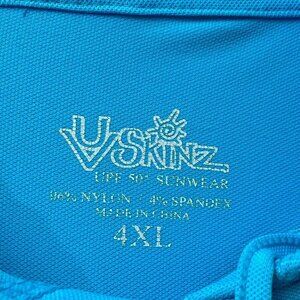 UV SKINZ
UPF 50+ SUNWEAR
96% NYLON 4% SPANDEX
MADE IN CHINA
4XL